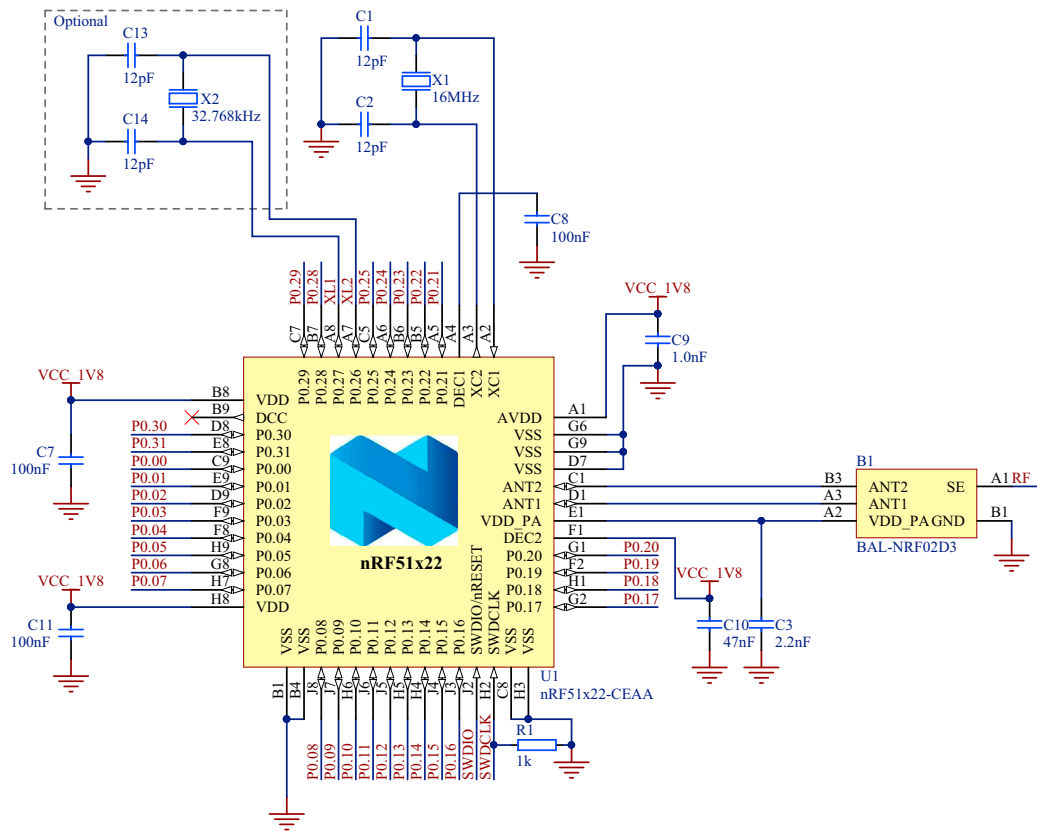 Optional
C13
12pF
X2
32.768kHz
C14
12pF
C1
12pF
X1
16MHz
C2
12pF
C8
100nF
P0.29
P0.28
XL1
XL2
P0.25
P0.24
P0.23
P0.22
P0.21
C7
B7
A8
A7
C5
A6
B6
B5
A5
A4
A3
A2
P0.29
P0.28
P0.27
P0.26
P0.25
P0.24
P0.23
P0.22
P0.21
DEC1
XC2
XC1
VCC_1V8
C9
1.0nF
VCC_1V8
C7
100nF
B8 VDD
B9 DCC
P0.30 D8 P0.30
P0.31 E8 P0.31
P0.00 C9 P0.00
P0.01 E9 P0.01
P0.02 D9 P0.02
P0.03 F9 P0.03
P0.04 F8 P0.04
P0.05 H9 P0.05
P0.06 G8 P0.06
P0.07 H7 P0.07
H8 VDD
VCC_1V8
C11
100nF
nRF51x22
AVDD A1
VSS G6
VSS G9
VSS D7
ANT2 C1
ANT1 D1
VDD_PA E1
DEC2 F1
P0.20 G1 P0.20
P0.19 F2 P0.19
P0.18 H1 P0.18
P0.17 G2 P0.17
B1
B3 ANT2 SE A1 RF
A3 ANT1
A2 VDD_PA GND B1
BAL-NRF02D3
VCC_1V8
C10
47nF
C3
2.2nF
VSS
VSS
P0.08
P0.09
P0.10
P0.11
P0.12
P0.13
P0.14
P0.15
P0.16
SWDIO/nRESET
SWDCLK
VSS
VSS
U1
nRF51x22-CEAA
B1
B4
J8
J7
H6
J6
J5
H5
H4
J4
J3
J2
H2
C8
H3
P0.08
P0.09
P0.10
P0.11
P0.12
P0.13
P0.14
P0.15
P0.16
SWDIO
SWDCLK
R1
1k